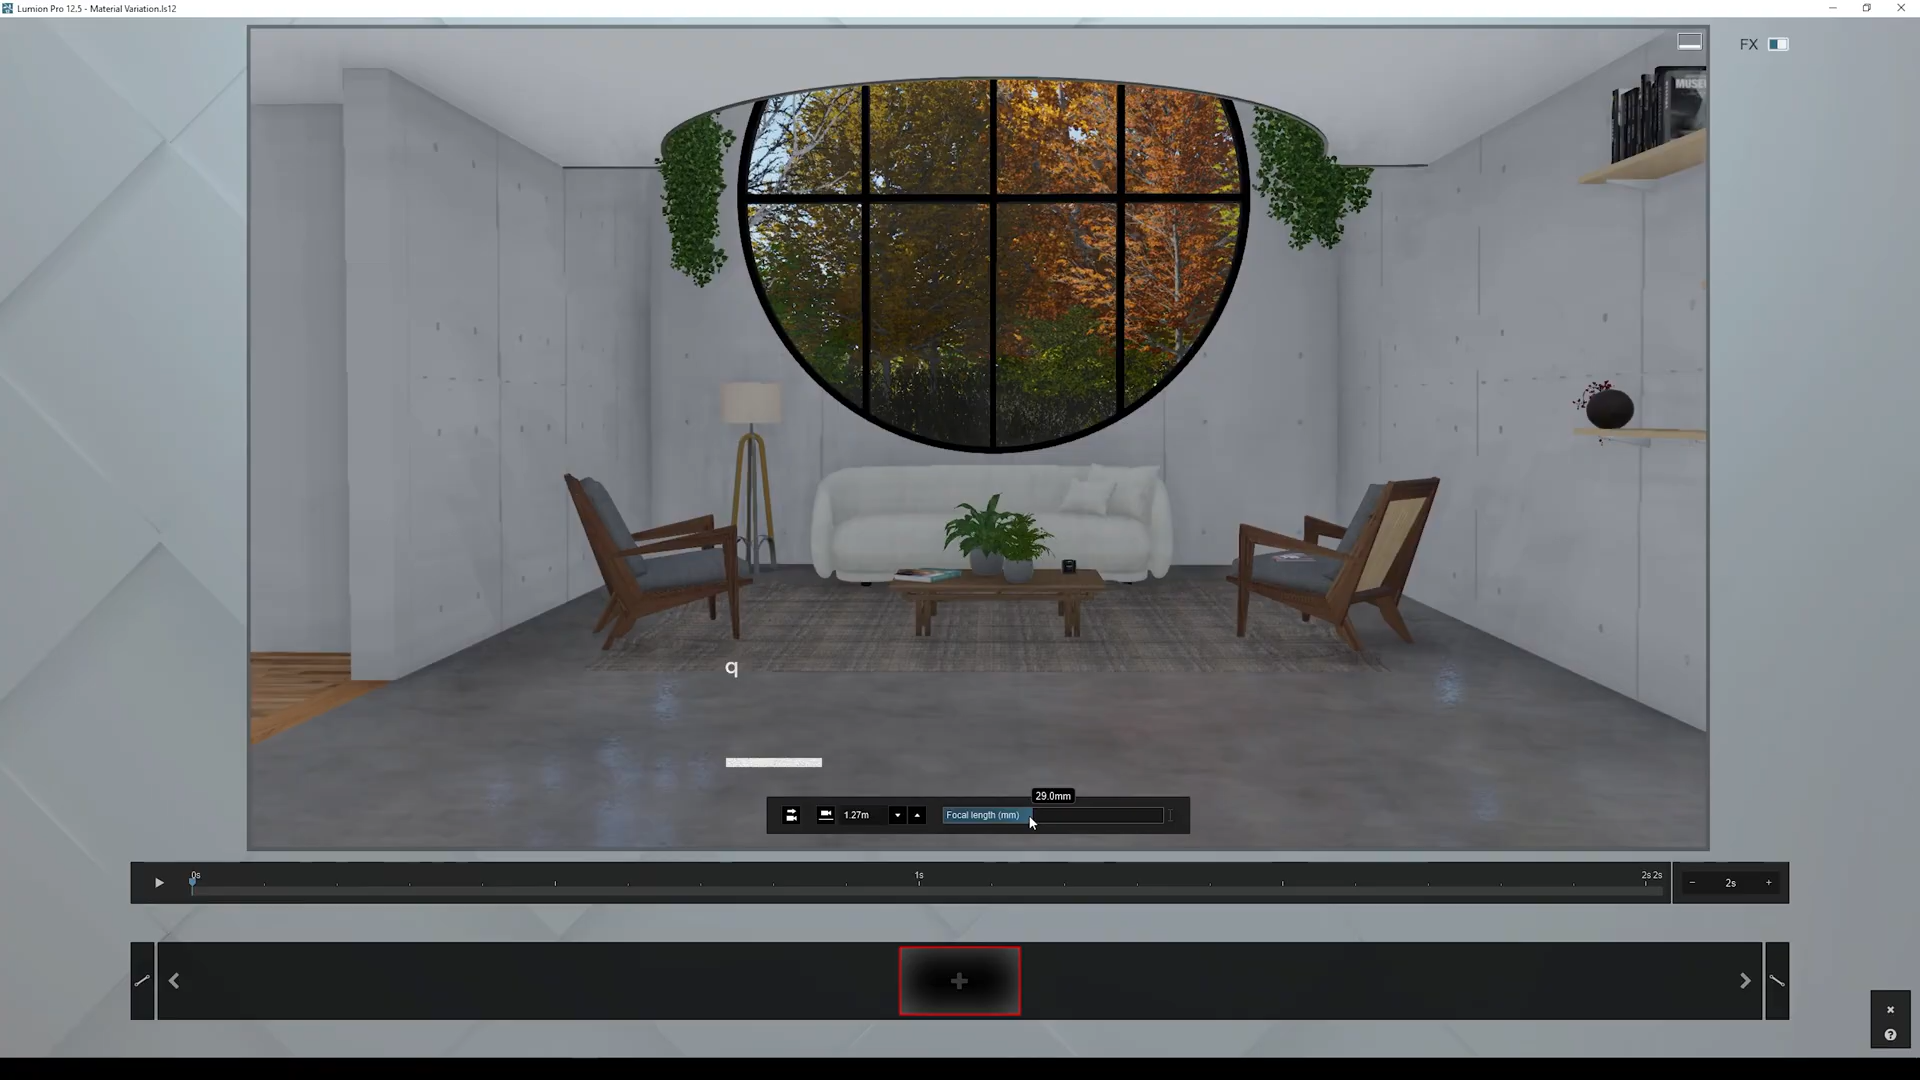 Lumion Pro 12.5 - Material Variation.ls12
FX
MUSE
q
29.0mm
1.27m
Focal length (mm)
0s
1s
2s 2s
2s